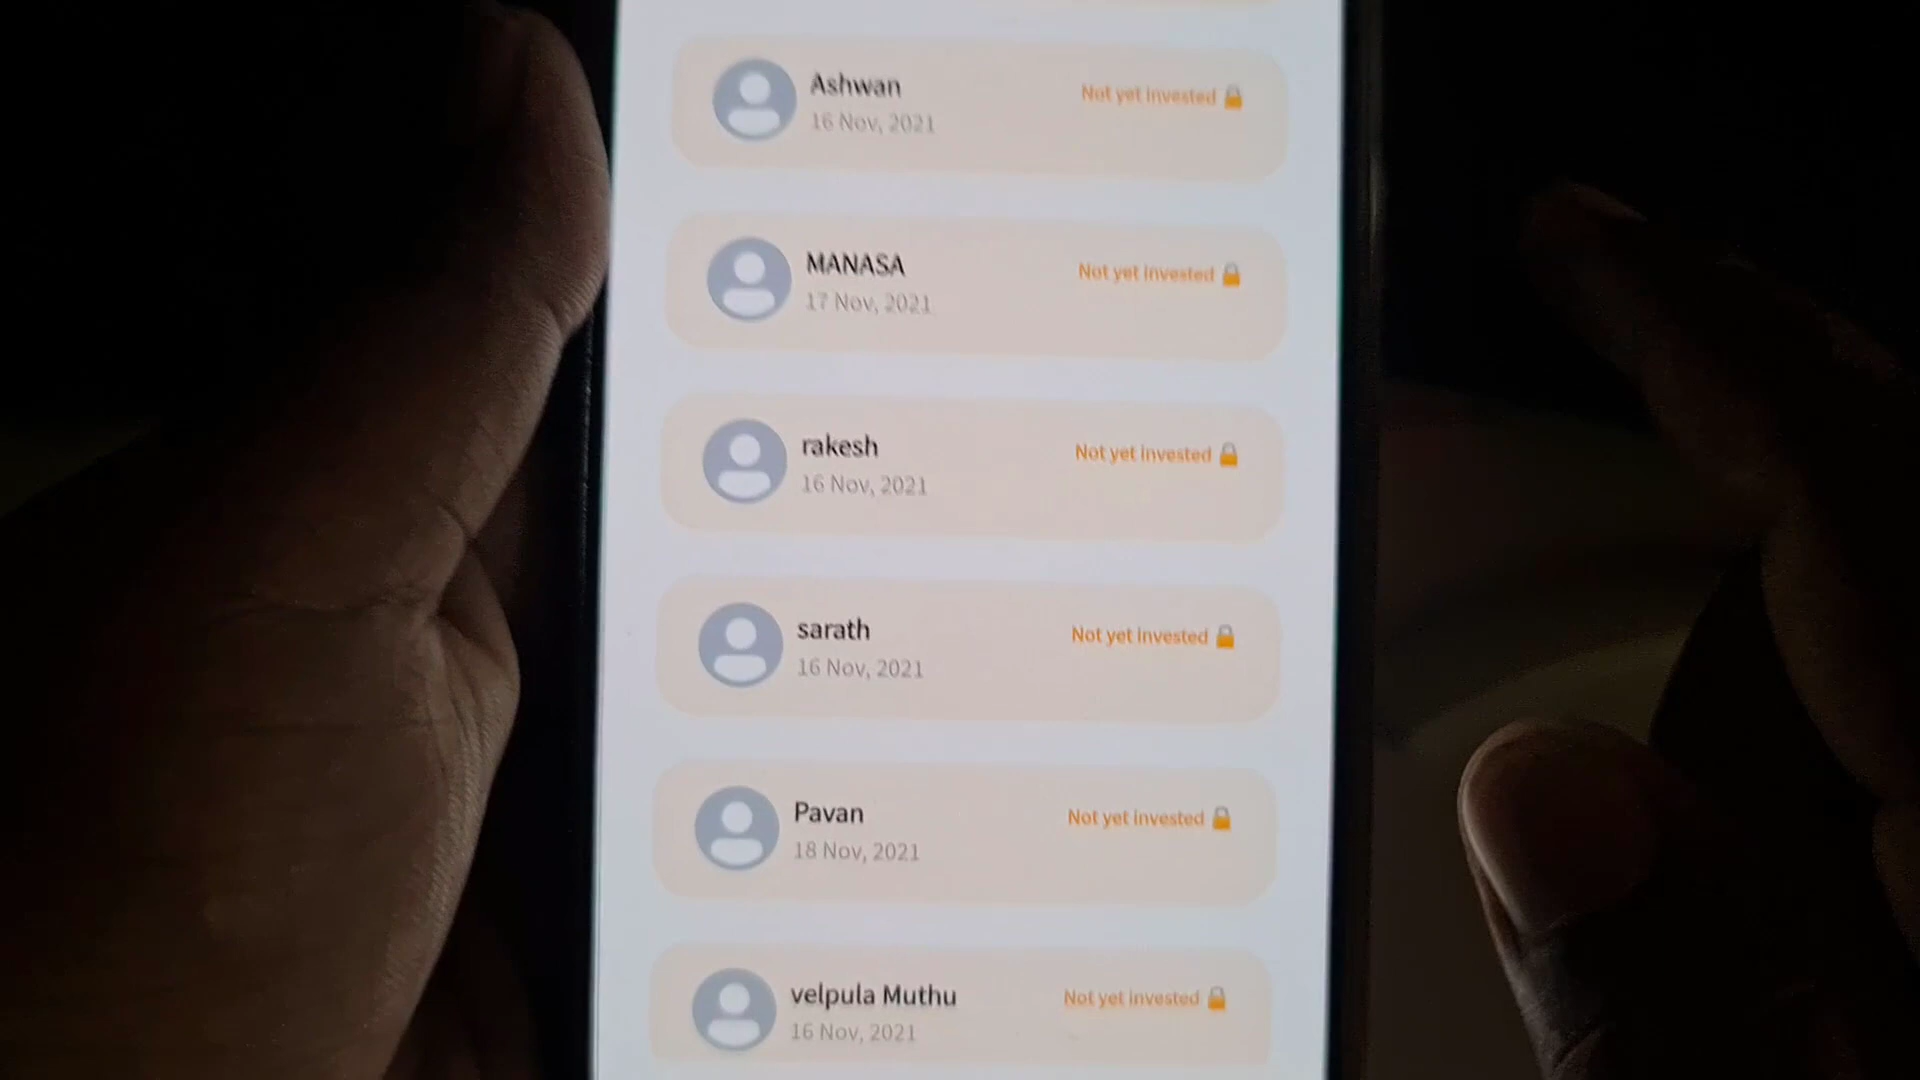 Ashwan
Not yet invested
16 Nov, 2021
MANASA
Not yet invested
17 Nov, 2021
rakesh
Not yet invested
16 Nov, 2021
sarath
Not yet invested
16 Nov, 2021
Pavan
Not yet invested
18 Nov, 2021
velpula Muthu
Not yet invested
16 Nov, 2021